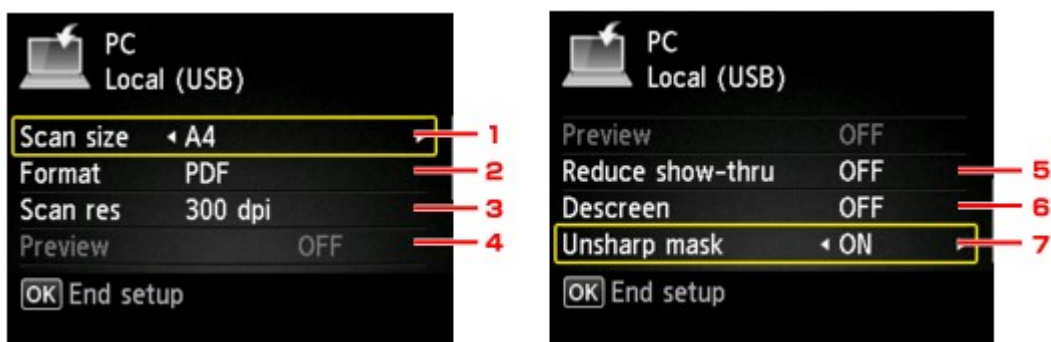 PC
Local (USB)
Scan size A4 1
Format PDF 2
Scan res 300 dpi 3
Preview OFF 4
OK End setup
PC
Local (USB)
Preview OFF
Reduce show-thru OFF 5
Descreen OFF 6
Unsharp mask ON 7
OK End setup